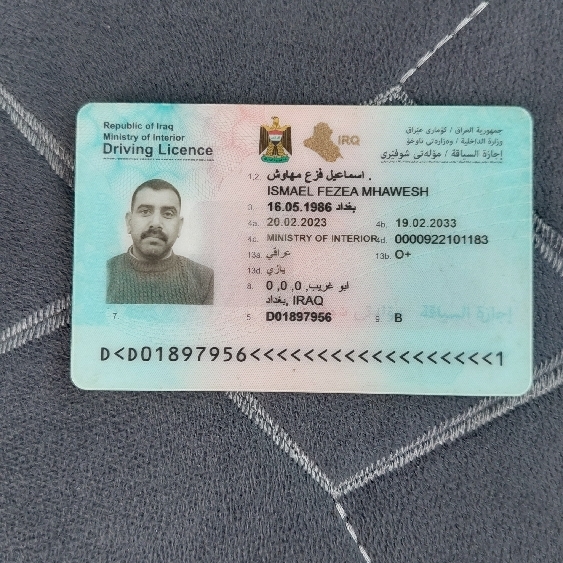 Republic of Iraq
Ministry of Interior
Driving Licence
IRQ
جمهورية العراق / كۆماری عێراق
وزارة الداخلية / وەزارەتی ناوخۆ
إجازة السياقة / مۆڵەتی شوفێری
1,2. اسماعيل فزع مهاوش .
ISMAEL FEZEA MHAWESH
3. 16.05.1986 بغداد
4a. 20.02.2023 4b. 19.02.2033
4c. MINISTRY OF INTERIOR 4d. 0000922101183
13a. عراقي 13b. O+
13d. يازي
8. ابو غريب, 0, 0, 0
بغداد, IRAQ
7. 5. D01897956 9. B
إجازة السياقة
D<D01897956<<<<<<<<<<<<<<<<<<1